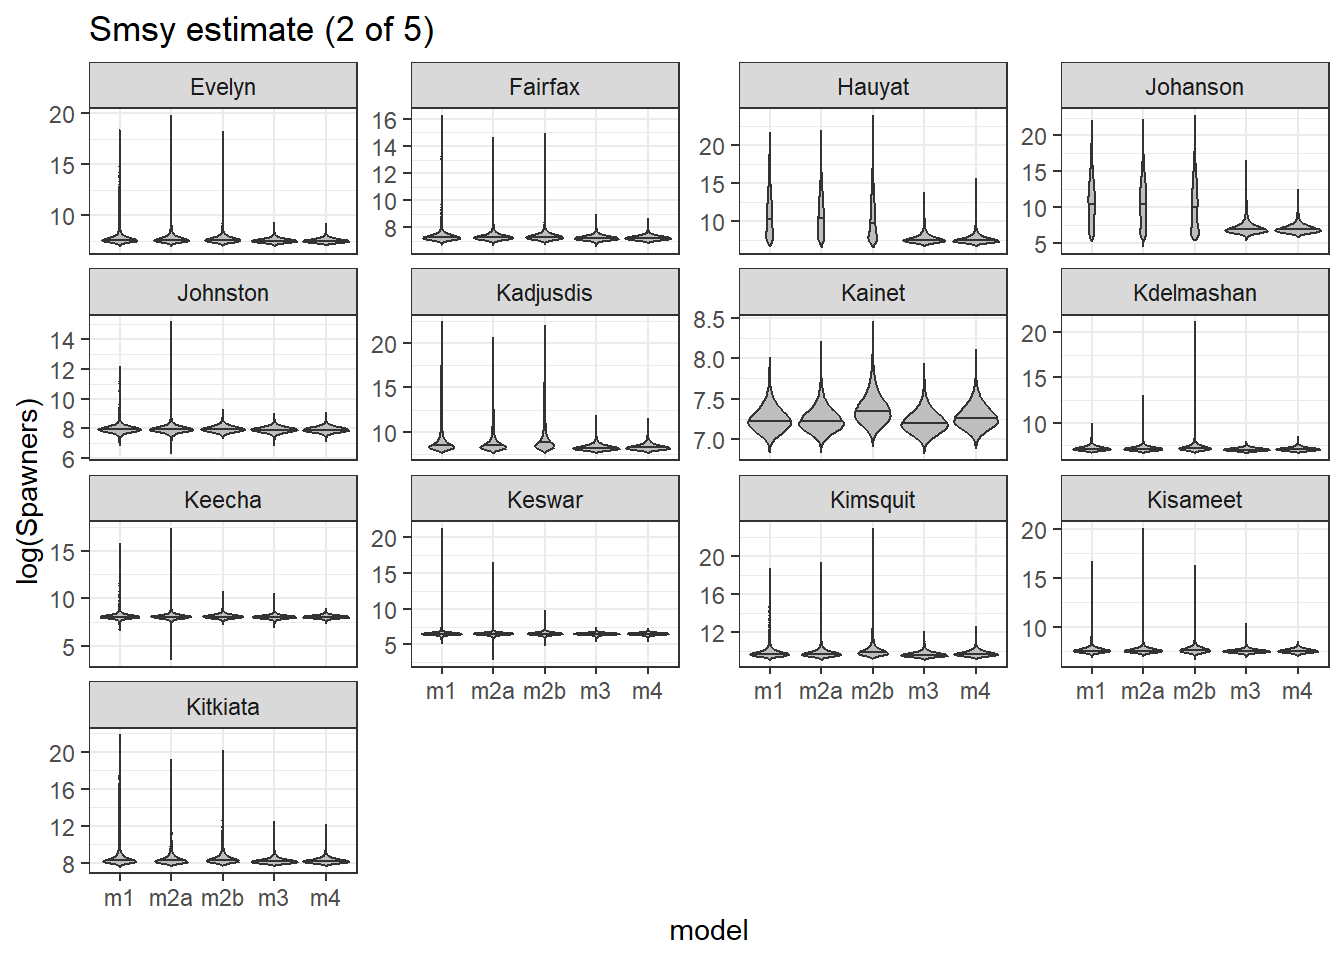 Smsy estimate (2 of 5)
Evelyn Fairfax Hauyat Johanson
20 15 10
16 14 12 10 8
20 15 10
20 15 10 5
Johnston Kadjusdis Kainet Kdelmashan
14 12 10 8 6
20 15 10
8.5 8.0 7.5 7.0
20 15 10
Keecha Keswar Kimsquit Kisameet
15 10 5
20 15 10 5
20 16 12
20 15 10
m1 m2a m2b m3 m4
m1 m2a m2b m3 m4
m1 m2a m2b m3 m4
Kitkiata
20 16 12 8
m1 m2a m2b m3 m4
log(Spawners)
model